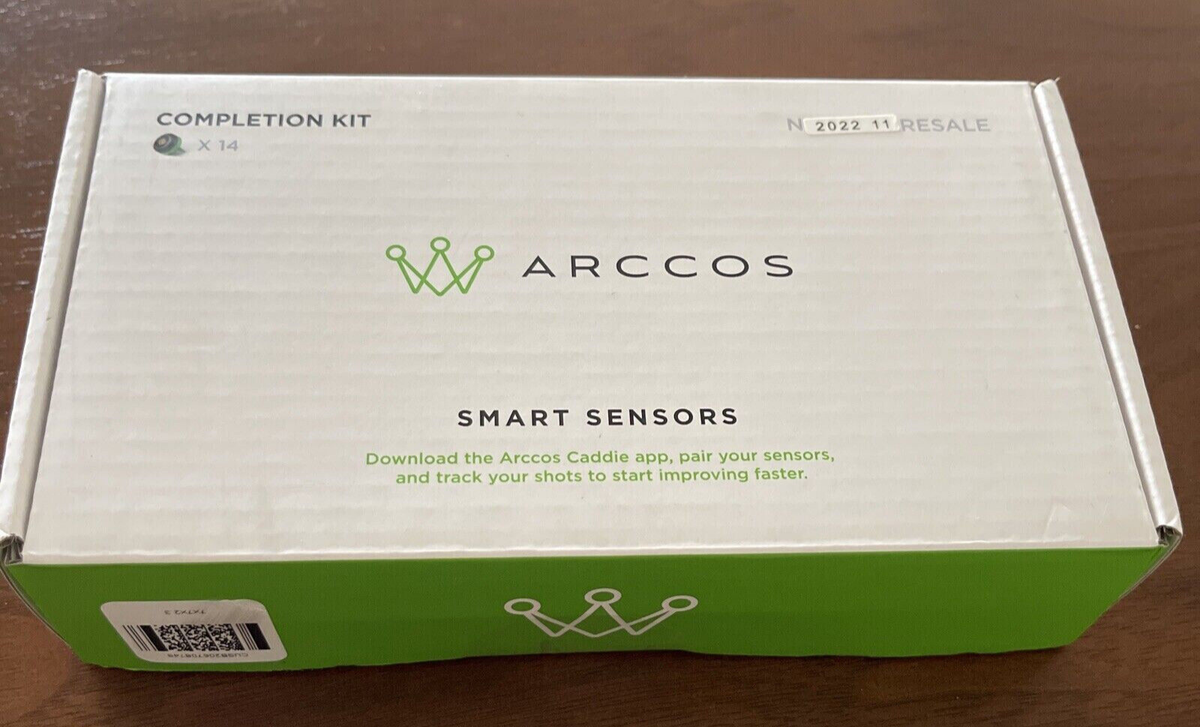 COMPLETION KIT
X 14
N 2022 11 RESALE
ARCCOS
SMART SENSORS
Download the Arccos Caddie app, pair your sensors,
and track your shots to start improving faster.